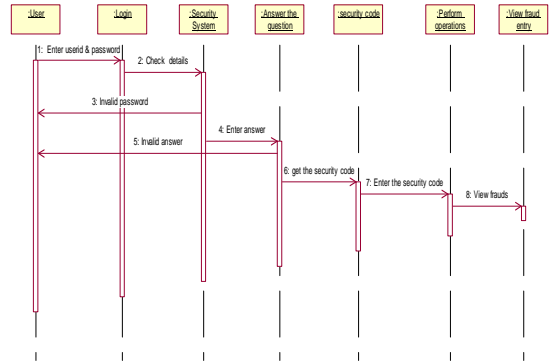 :User
:Login
:Security
System
:Answer the
question
:security code
:Perform
operations
:View fraud
entry
1: Enter userid & password
2: Check details
3: Invalid password
4: Enter answer
5: Invalid answer
6: get the security code
7: Enter the security code
8: View frauds